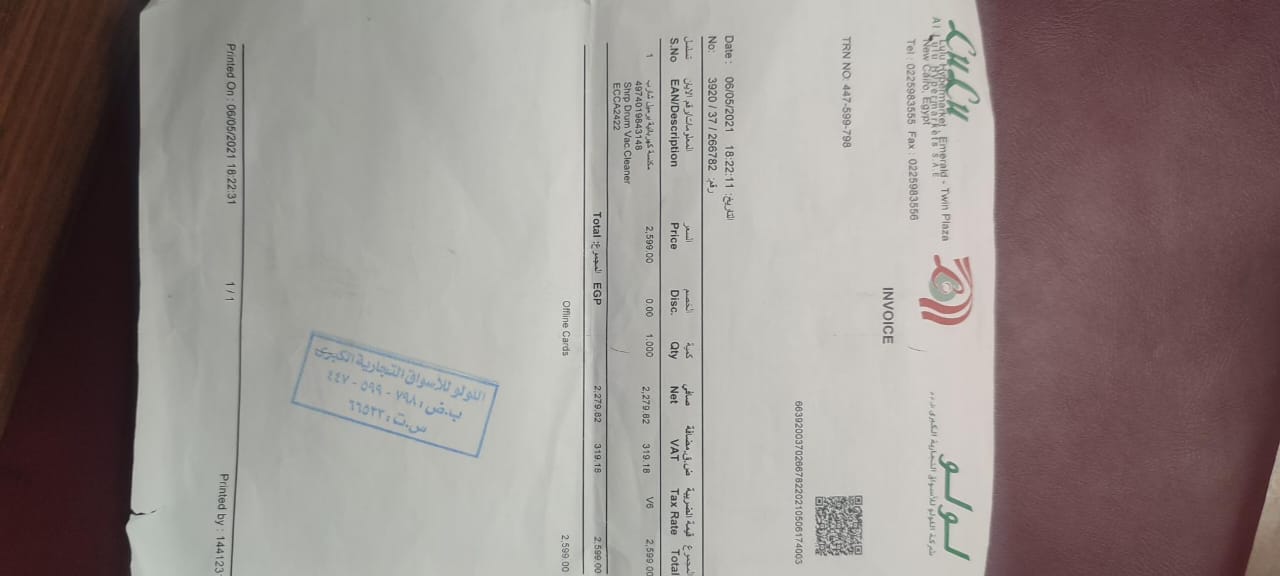 LuLu
Lulu Hypermarket , Emerald - Twin Plaza
Al Lulu Hypermarkets S.A.E
New Cairo, Egypt
Tel : 0225983555 Fax : 0225983556
لولو
شركة اللولو للأسواق التجارية الكبرى ش.م.م
INVOICE
TRN NO: 447-599-798
663920037026678220210506174003
Date : 06/05/2021 18:22:11 التاريخ:
No: 3920 / 37 / 266782 رقم:
تسلسل المعلومات/رقم الايان السعر الخصم كمية صافي ض.ق.مضافة قيمة الضريبة المجموع
S.No EAN/Description Price Disc. Qty Net VAT Tax Rate Total
1 مكنسة كهربائية برميل شارب 2,599.00 0.00 1.000 2,279.82 319.18 V6 2,599.00
4974019843148
Shrp Drum Vac.Cleaner
ECCA2422
Total المجموع: EGP 2,279.82 319.18 2,599.00
Offline Cards 2,599.00
اللولو للأسواق التجارية الكبرى
ب.ض: ٧٩٨ - ٥٩٩ - ٤٤٧
س.ت: ٦٦٥٢٢
Printed On : 06/05/2021 18:22:31 1 / 1 Printed by : 144123